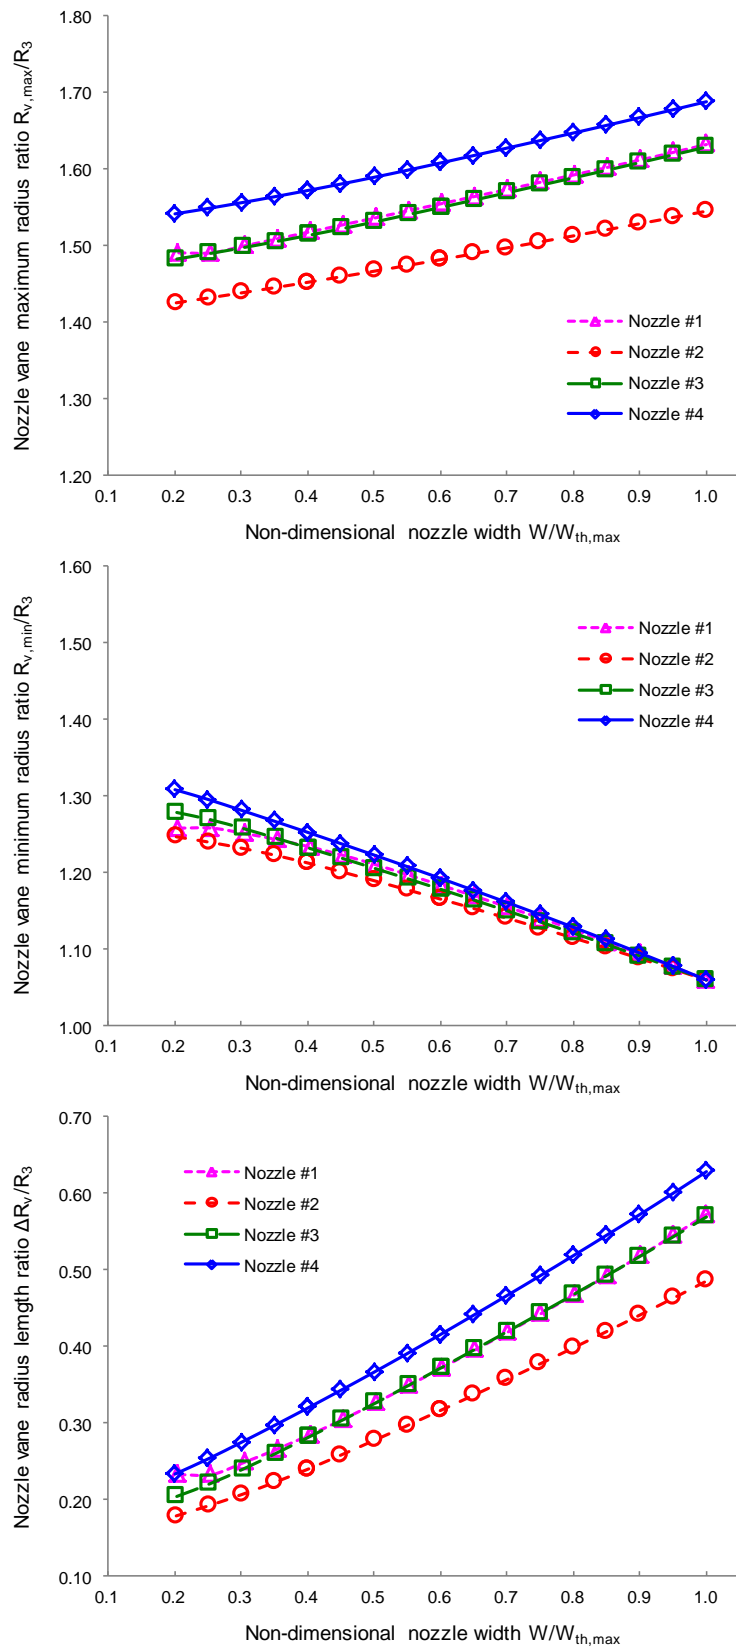 Nozzle vane maximum radius ratio Rv,max/R3
1.80
1.70
1.60
1.50
1.40
1.30
1.20
Nozzle #1
Nozzle #2
Nozzle #3
Nozzle #4
0.1 0.2 0.3 0.4 0.5 0.6 0.7 0.8 0.9 1.0
Non-dimensional nozzle width W/Wth,max
Nozzle vane minimum radius ratio Rv,min/R3
1.60
1.50
1.40
1.30
1.20
1.10
1.00
Nozzle #1
Nozzle #2
Nozzle #3
Nozzle #4
0.1 0.2 0.3 0.4 0.5 0.6 0.7 0.8 0.9 1.0
Non-dimensional nozzle width W/Wth,max
Nozzle vane radius lemgth ratio ΔRv/R3
0.70
0.60
0.50
0.40
0.30
0.20
0.10
Nozzle #1
Nozzle #2
Nozzle #3
Nozzle #4
0.1 0.2 0.3 0.4 0.5 0.6 0.7 0.8 0.9 1.0
Non-dimensional nozzle width W/Wth,max